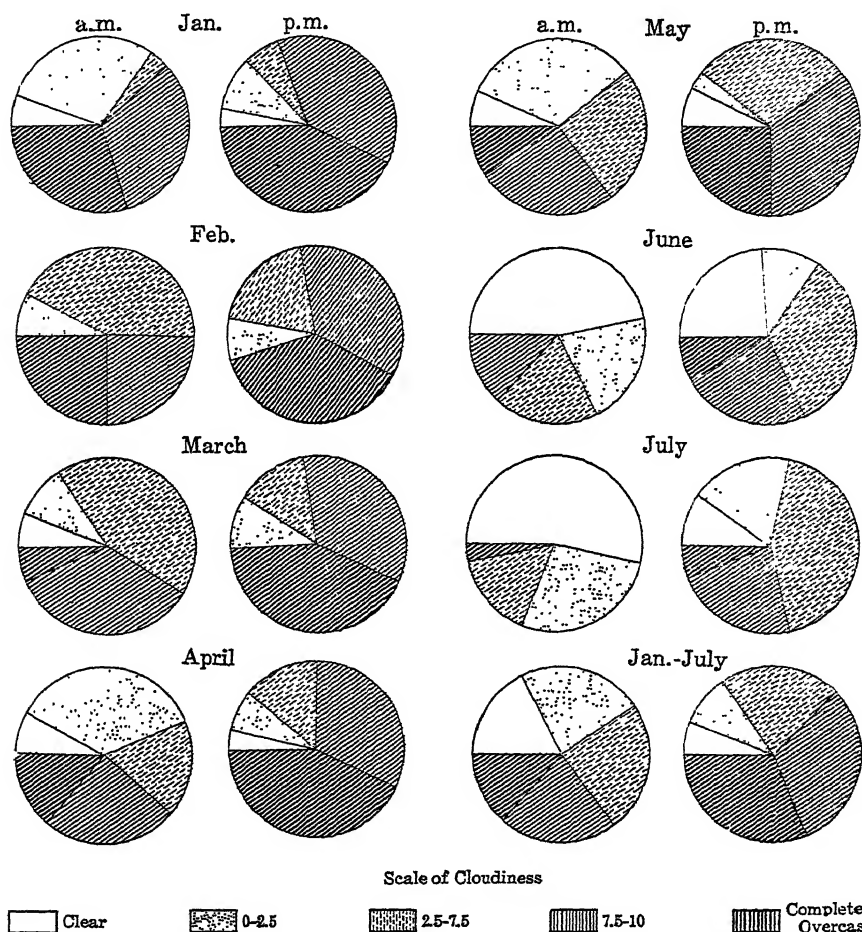 a.m. Jan. p.m.
a.m. May p.m.
Feb.
June
March
July
April
Jan.-July
Scale of Cloudiness
Clear 0-2.5 2.5-7.5 7.5-10 Complete